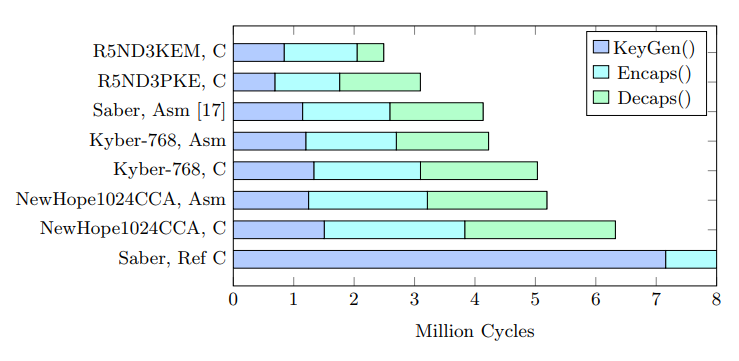 R5ND3KEM, C
R5ND3PKE, C
Saber, Asm [17]
Kyber-768, Asm
Kyber-768, C
NewHope1024CCA, Asm
NewHope1024CCA, C
Saber, Ref C
KeyGen()
Encaps()
Decaps()
0 1 2 3 4 5 6 7 8
Million Cycles